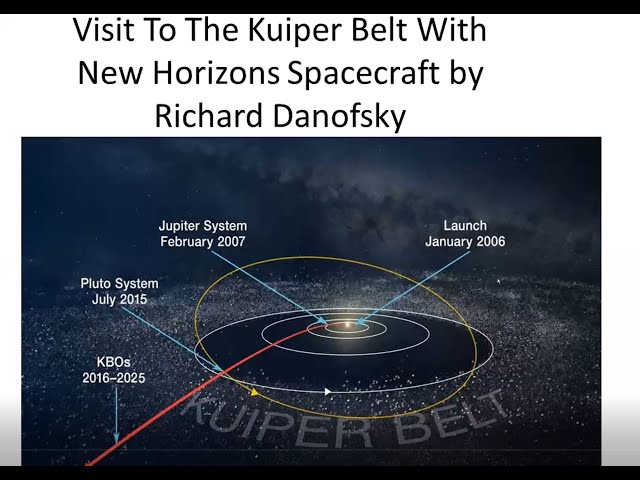 Visit To The Kuiper Belt With
New Horizons Spacecraft by
Richard Danofsky
Jupiter System
February 2007
Launch
January 2006
Pluto System
July 2015
KBOs
2016–2025
KUIPER BELT